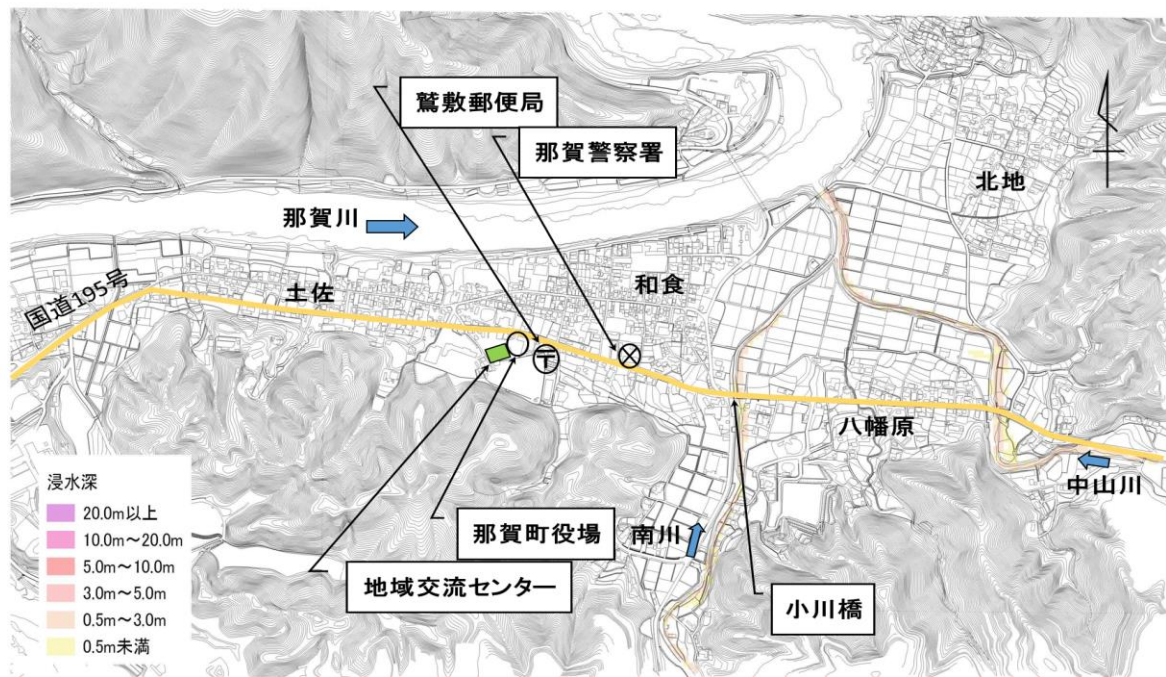 鷲敷郵便局
那賀警察署
北地
那賀川
国道195号
土佐
和食
八幡原
中山川
浸水深
20.0m以上
10.0m～20.0m
5.0m～10.0m
3.0m～5.0m
0.5m～3.0m
0.5m未満
那賀町役場
南川
地域交流センター
小川橋